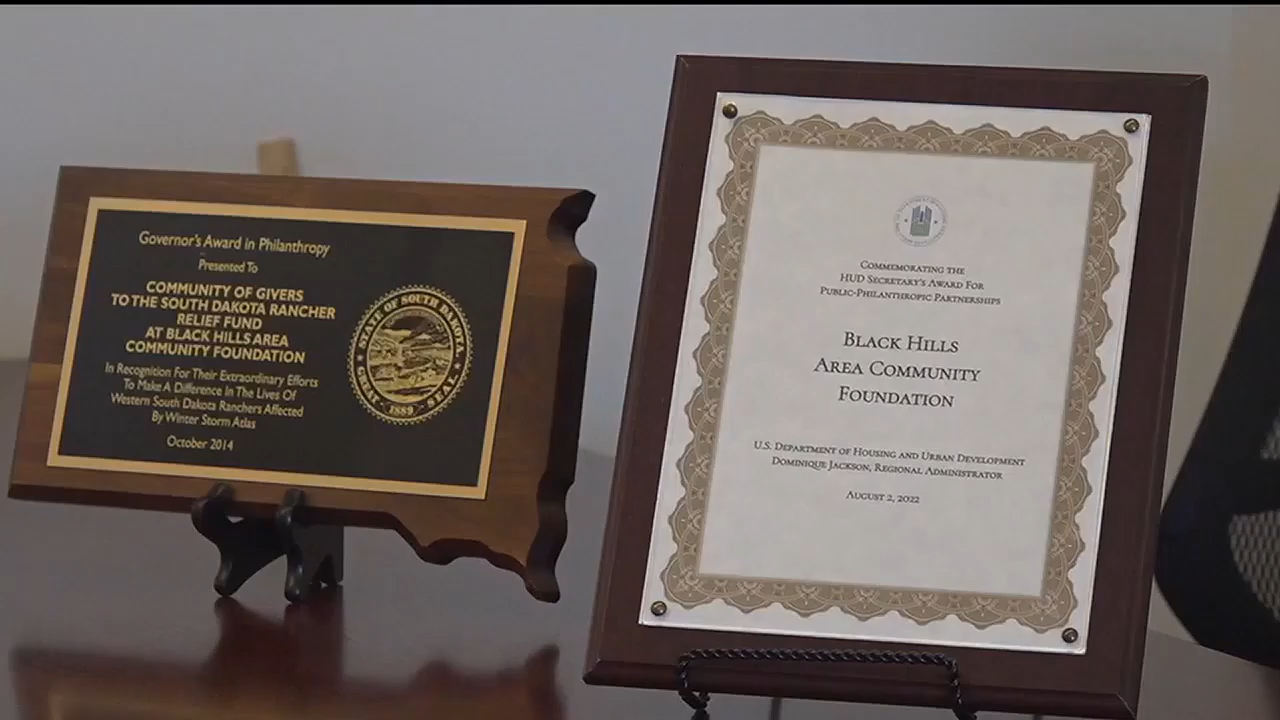 Governor's Award in Philanthropy
Presented To
COMMUNITY OF GIVERS
TO THE SOUTH DAKOTA RANCHER
RELIEF FUND
AT BLACK HILLS AREA
COMMUNITY FOUNDATION
In Recognition For Their Extraordinary Efforts
To Make A Difference In The Lives Of
Western South Dakota Ranchers Affected
By Winter Storm Atlas
October 2014
STATE OF SOUTH DAKOTA
GREAT SEAL
1889
COMMEMORATING THE
HUD SECRETARY'S AWARD FOR
PUBLIC-PHILANTHROPIC PARTNERSHIPS
BLACK HILLS
AREA COMMUNITY
FOUNDATION
U.S. DEPARTMENT OF HOUSING AND URBAN DEVELOPMENT
DOMINIQUE JACKSON, REGIONAL ADMINISTRATOR
AUGUST 2, 2022